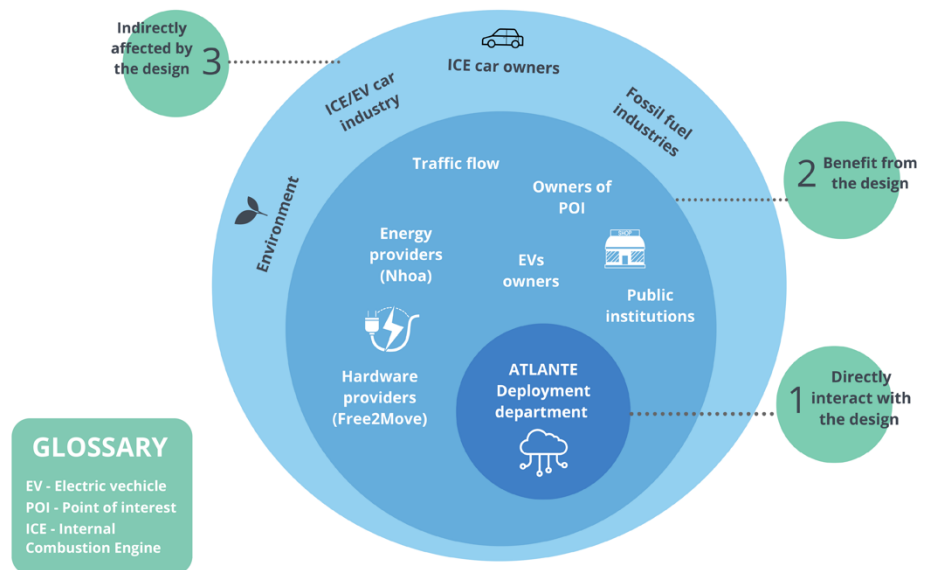 Indirectly
affected by
the design
3
ICE car owners
ICE/EV car
industry
Fossil fuel
industries
Environment
Traffic flow
Owners of
POI
2
Benefit from
the design
Energy
providers
(Nhoa)
EVs
owners
SHOP
Public
institutions
Hardware
providers
(Free2Move)
ATLANTE
Deployment
department
1
Directly
interact with
the design
GLOSSARY
EV - Electric vechicle
POI - Point of interest
ICE - Internal
Combustion Engine